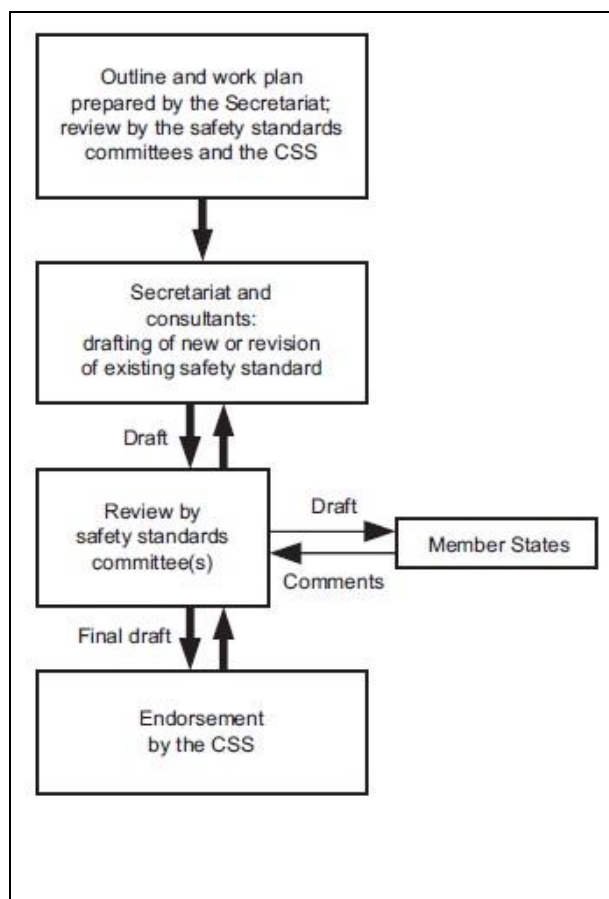 Outline and work plan
prepared by the Secretariat;
review by the safety standards
committees and the CSS
Secretariat and
consultants:
drafting of new or revision
of existing safety standard
Draft
Review by
safety standards
committee(s)
Draft
Member States
Comments
Final draft
Endorsement
by the CSS